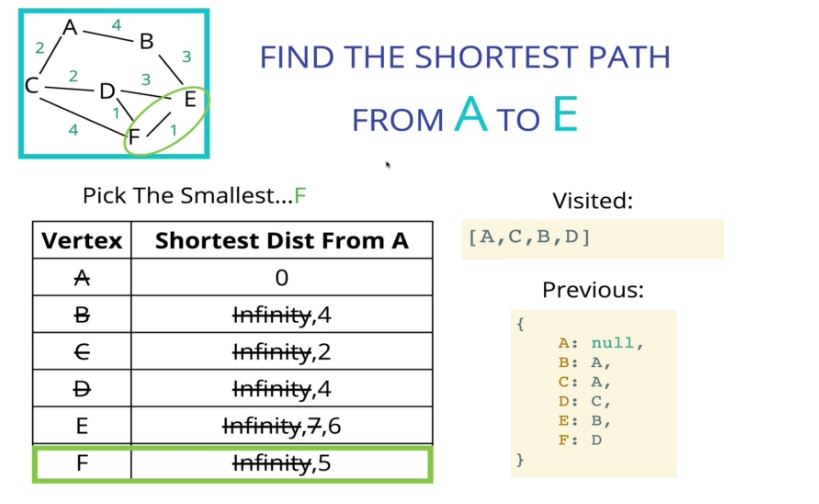 A 4 B
2 3
C 2 D 3 E
1
4 F 1
FIND THE SHORTEST PATH
FROM A TO E
Pick The Smallest...F
Vertex Shortest Dist From A
A 0
B Infinity,4
C Infinity,2
D Infinity,4
E Infinity,7,6
F Infinity,5
Visited:
[A,C,B,D]
Previous:
{
A: null,
B: A,
C: A,
D: C,
E: B,
F: D
}